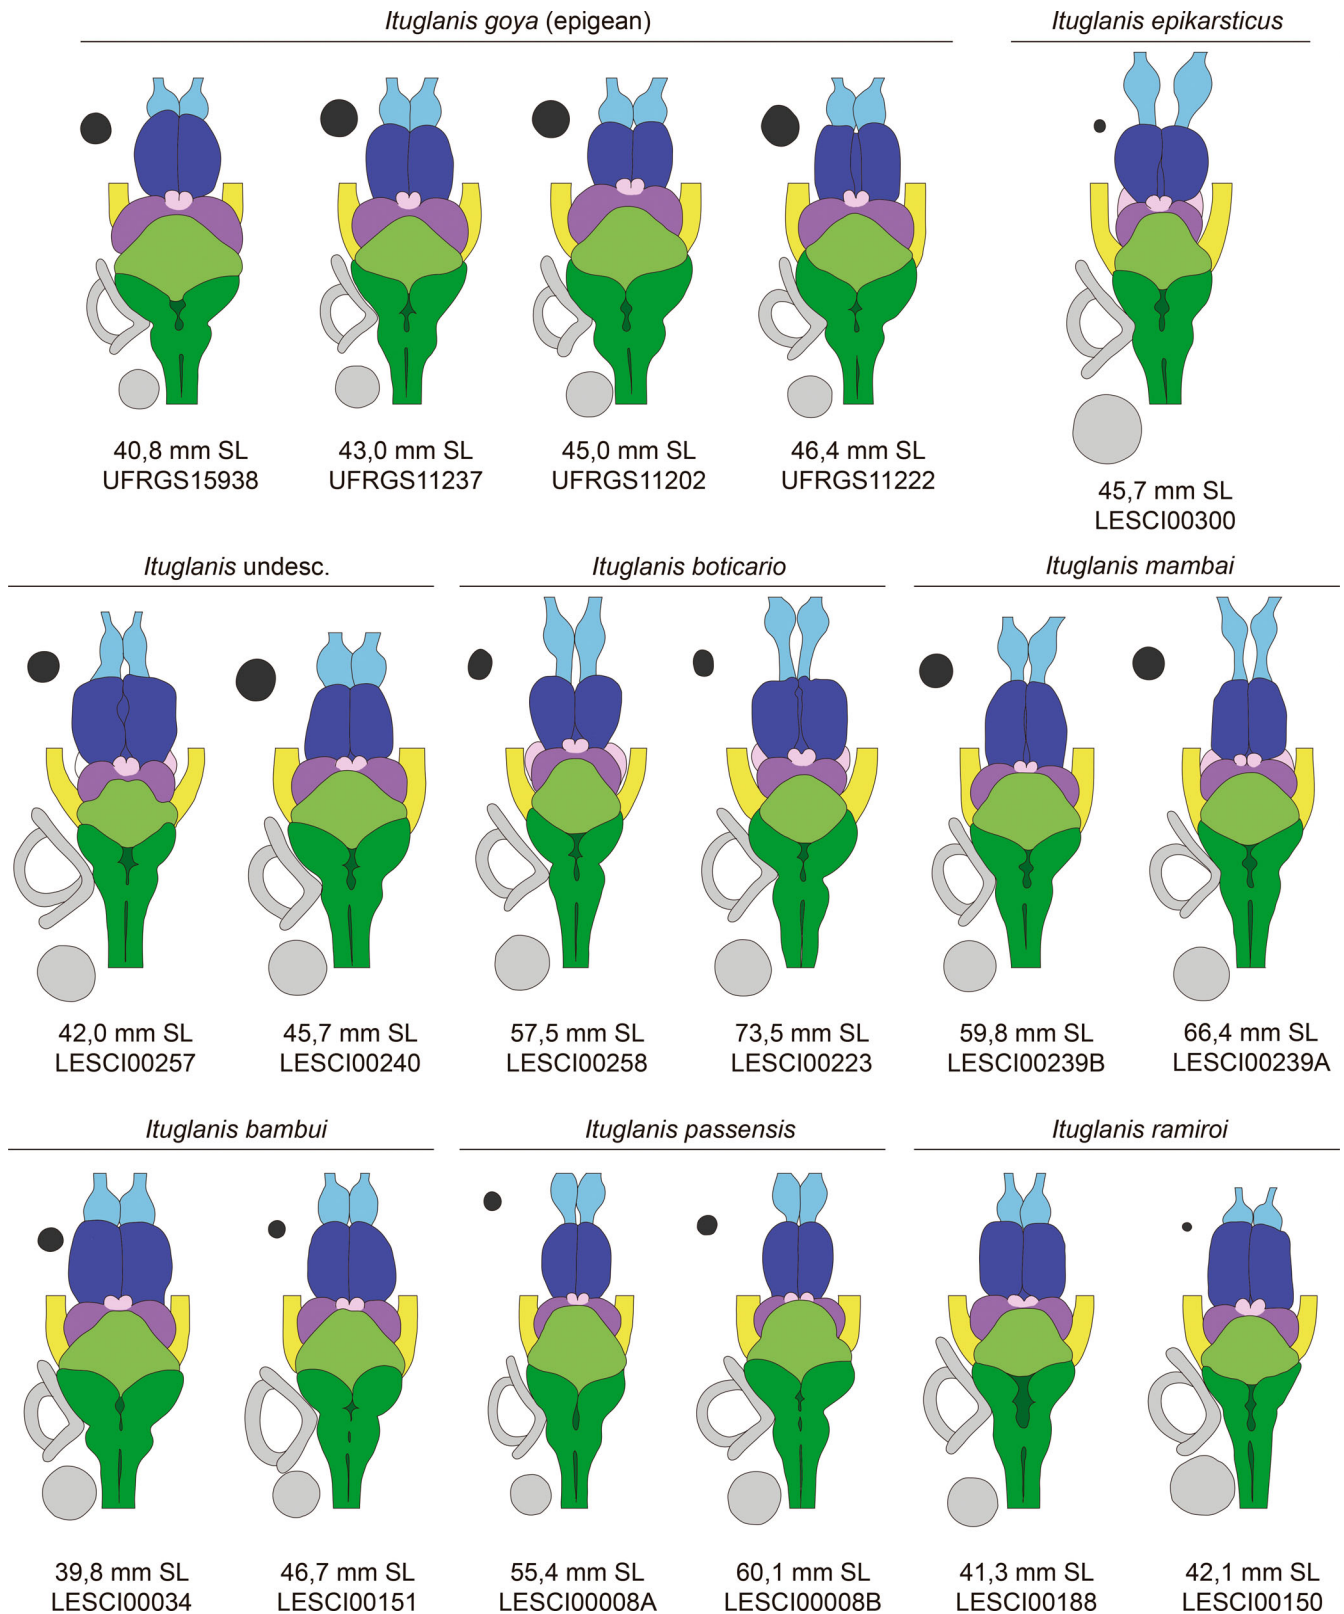 Ituglanis goya (epigean)
Ituglanis epikarsticus
40,8 mm SL
UFRGS15938
43,0 mm SL
UFRGS11237
45,0 mm SL
UFRGS11202
46,4 mm SL
UFRGS11222
45,7 mm SL
LESCI00300
Ituglanis undesc.
Ituglanis boticario
Ituglanis mambai
42,0 mm SL
LESCI00257
45,7 mm SL
LESCI00240
57,5 mm SL
LESCI00258
73,5 mm SL
LESCI00223
59,8 mm SL
LESCI00239B
66,4 mm SL
LESCI00239A
Ituglanis bambui
Ituglanis passensis
Ituglanis ramiroi
39,8 mm SL
LESCI00034
46,7 mm SL
LESCI00151
55,4 mm SL
LESCI00008A
60,1 mm SL
LESCI00008B
41,3 mm SL
LESCI00188
42,1 mm SL
LESCI00150